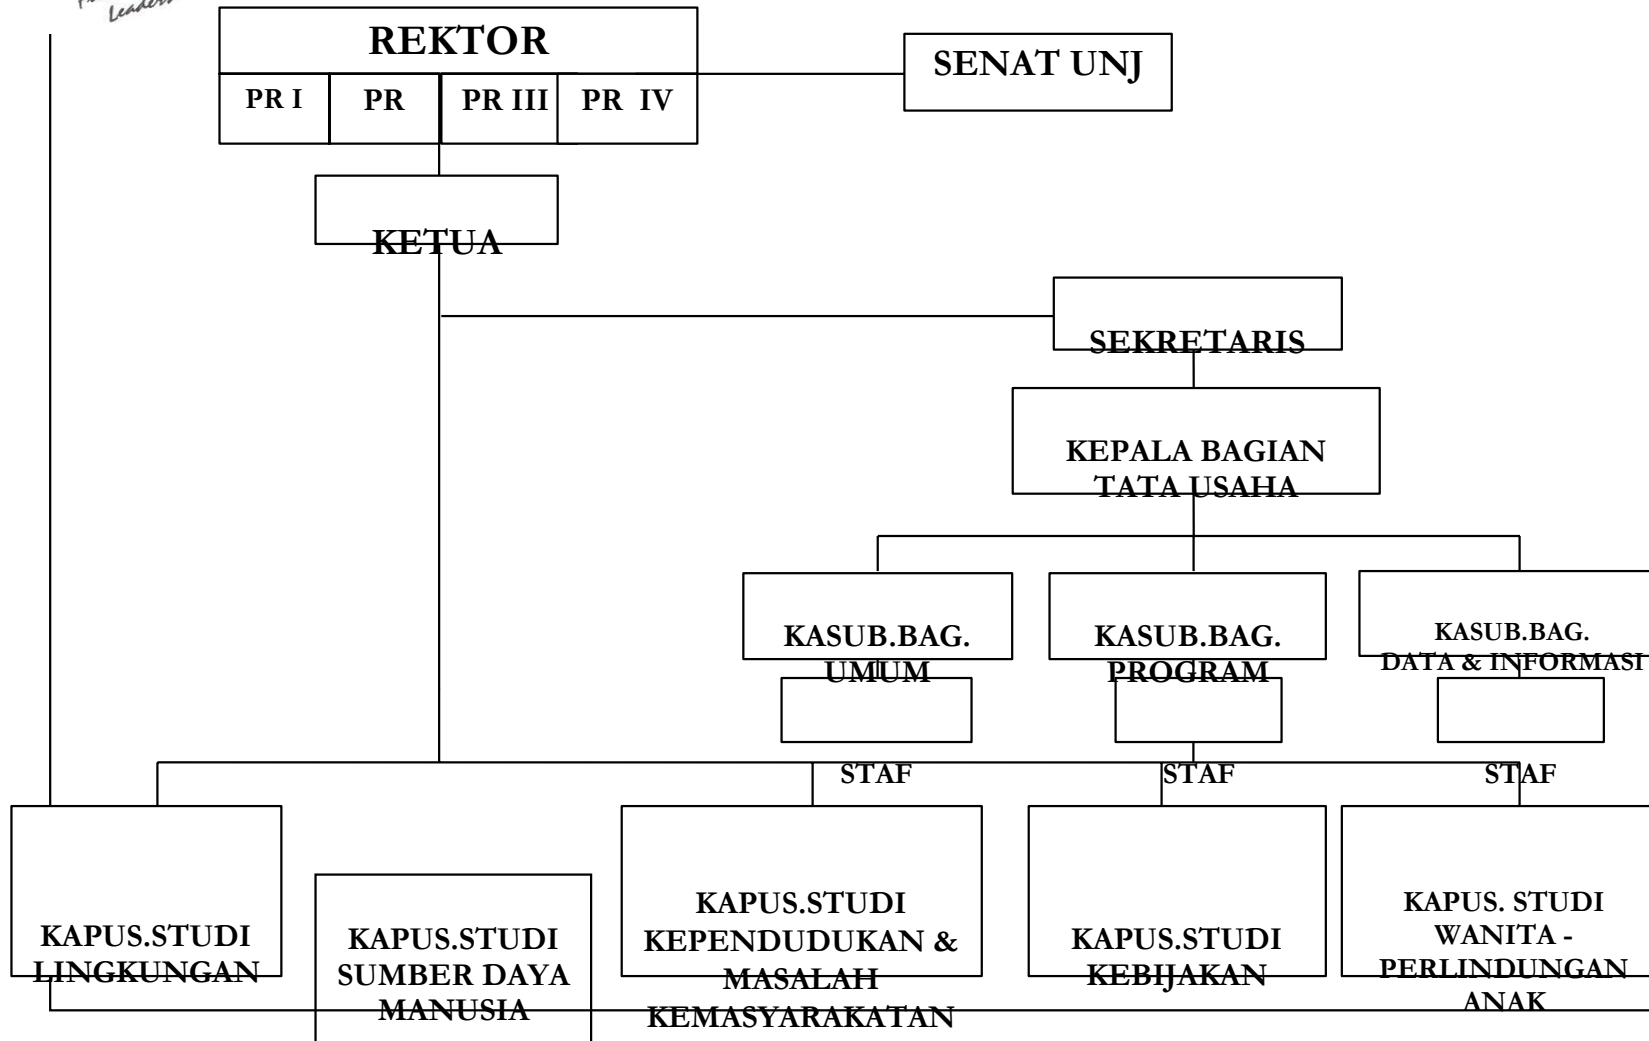 Leaders
REKTOR
SENAT UNJ
PR I
PR
PR III
PR IV
KETUA
SEKRETARIS
KEPALA BAGIAN
TATA USAHA
KASUB.BAG.
UMUM
KASUB.BAG.
PROGRAM
KASUB.BAG.
DATA & INFORMASI
STAF
STAF
STAF
KAPUS.STUDI
LINGKUNGAN
KAPUS.STUDI
SUMBER DAYA
MANUSIA
KAPUS.STUDI
KEPENDUDUKAN &
MASALAH
KEMASYARAKATAN
KAPUS.STUDI
KEBIJAKAN
KAPUS. STUDI
WANITA -
PERLINDUNGAN
ANAK